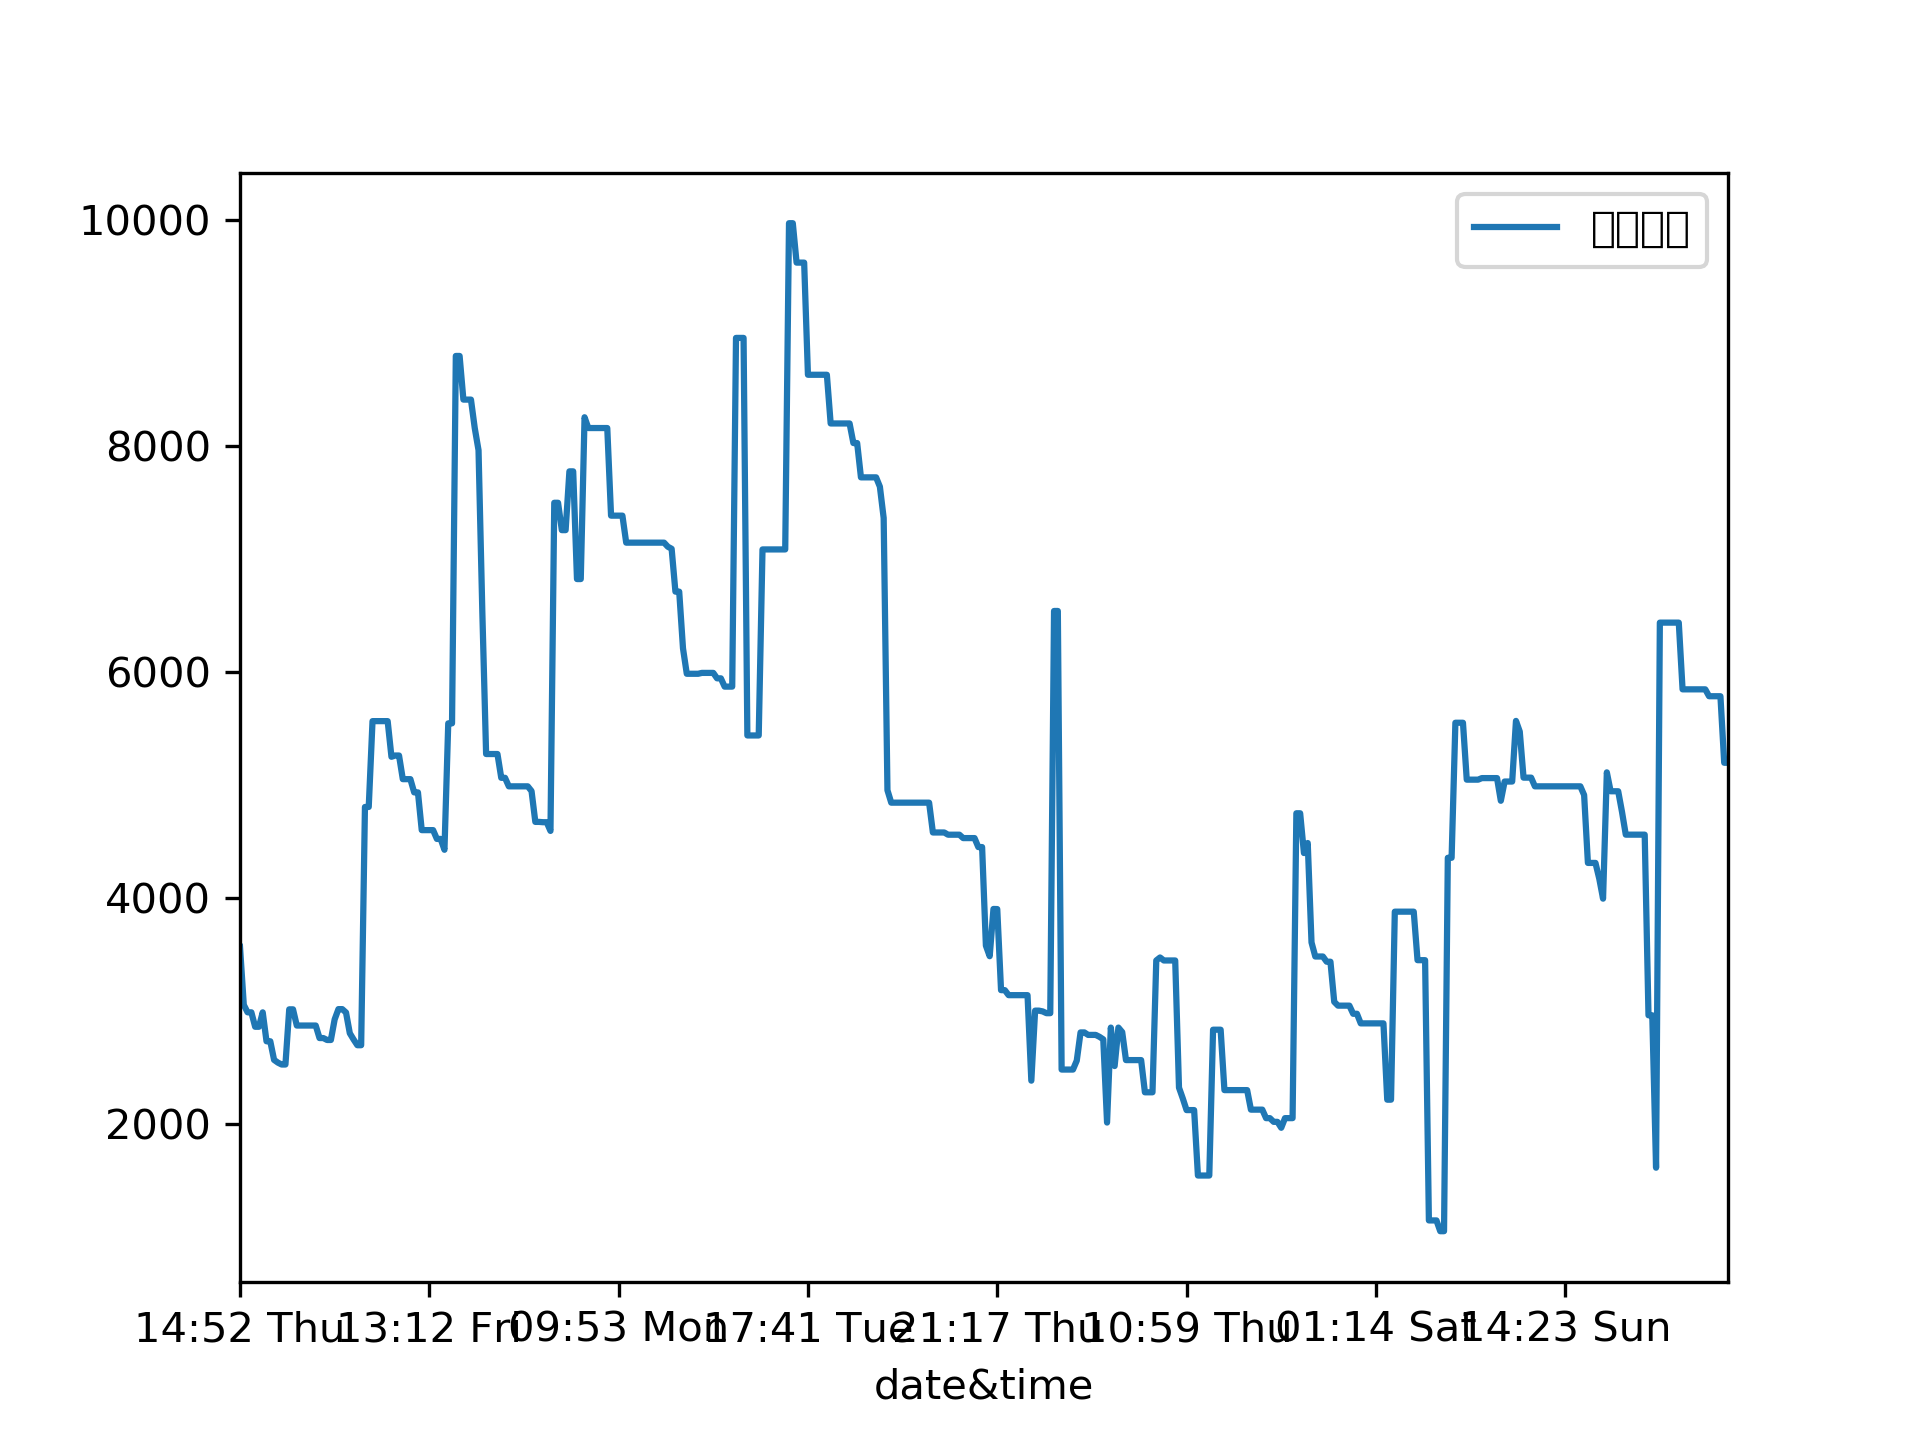 10000
8000
6000
4000
2000
14:52 Thu
13:12 Fri
09:53 Mon
17:41 Tue
21:17 Thu
10:59 Thu
01:14 Sat
14:23 Sun
date&time